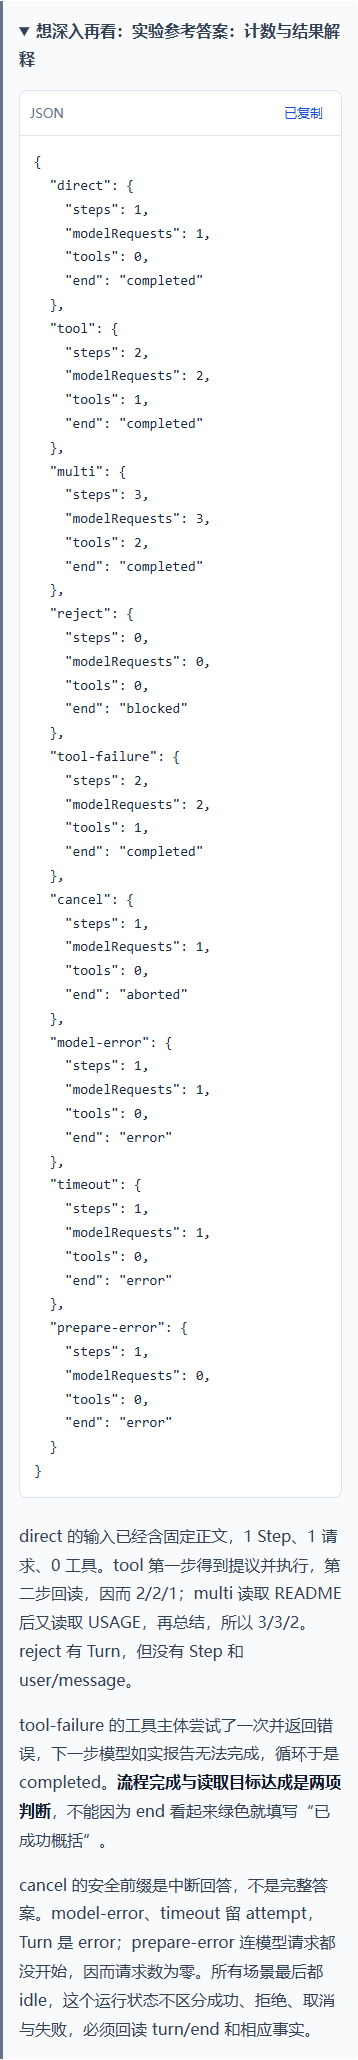 ▼ 想深入再看：实验参考答案：计数与结果解
释
JSON
已复制
{
  "direct": {
    "steps": 1,
    "modelRequests": 1,
    "tools": 0,
    "end": "completed"
  },
  "tool": {
    "steps": 2,
    "modelRequests": 2,
    "tools": 1,
    "end": "completed"
  },
  "multi": {
    "steps": 3,
    "modelRequests": 3,
    "tools": 2,
    "end": "completed"
  },
  "reject": {
    "steps": 0,
    "modelRequests": 0,
    "tools": 0,
    "end": "blocked"
  },
  "tool-failure": {
    "steps": 2,
    "modelRequests": 2,
    "tools": 1,
    "end": "completed"
  },
  "cancel": {
    "steps": 1,
    "modelRequests": 1,
    "tools": 0,
    "end": "aborted"
  },
  "model-error": {
    "steps": 1,
    "modelRequests": 1,
    "tools": 0,
    "end": "error"
  },
  "timeout": {
    "steps": 1,
    "modelRequests": 1,
    "tools": 0,
    "end": "error"
  },
  "prepare-error": {
    "steps": 1,
    "modelRequests": 0,
    "tools": 0,
    "end": "error"
  }
}
direct 的输入已经含固定正文，1 Step、1 请
求、0 工具。tool 第一步得到提议并执行，第
二步回读，因而 2/2/1；multi 读取 README
后又读取 USAGE，再总结，所以 3/3/2。
reject 有 Turn，但没有 Step 和
user/message。
tool-failure 的工具主体尝试了一次并返回错
误，下一步模型如实报告无法完成，循环于是
completed。流程完成与读取目标达成是两项
判断，不能因为 end 看起来绿色就填写“已
成功概括”。
cancel 的安全前缀是中断回答，不是完整答
案。model-error、timeout 留 attempt，
Turn 是 error；prepare-error 连模型请求都
没开始，因而请求数为零。所有场景最后都
idle，这个运行状态不区分成功、拒绝、取消
与失败，必须回读 turn/end 和相应事实。